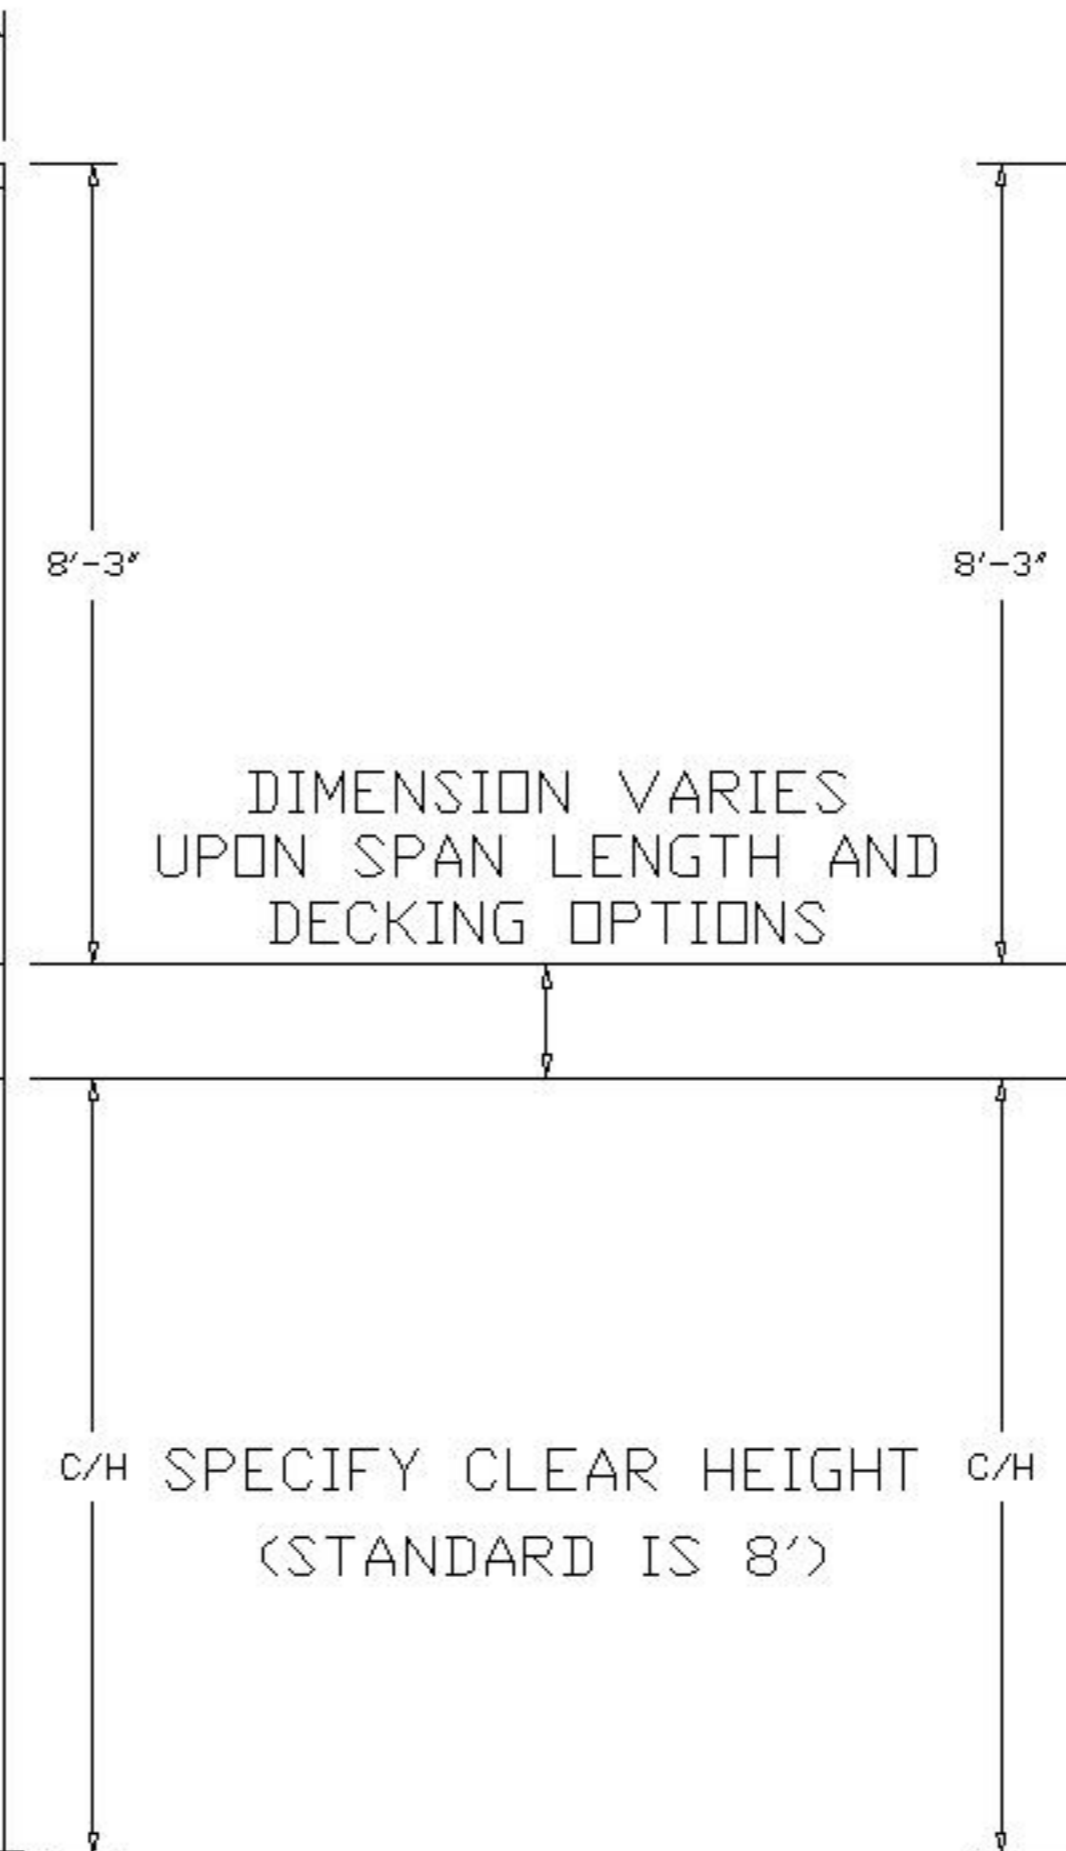 8'-3" 8'-3"
DIMENSION VARIES
UPON SPAN LENGTH AND
DECKING OPTIONS
C/H SPECIFY CLEAR HEIGHT C/H
(STANDARD IS 8')